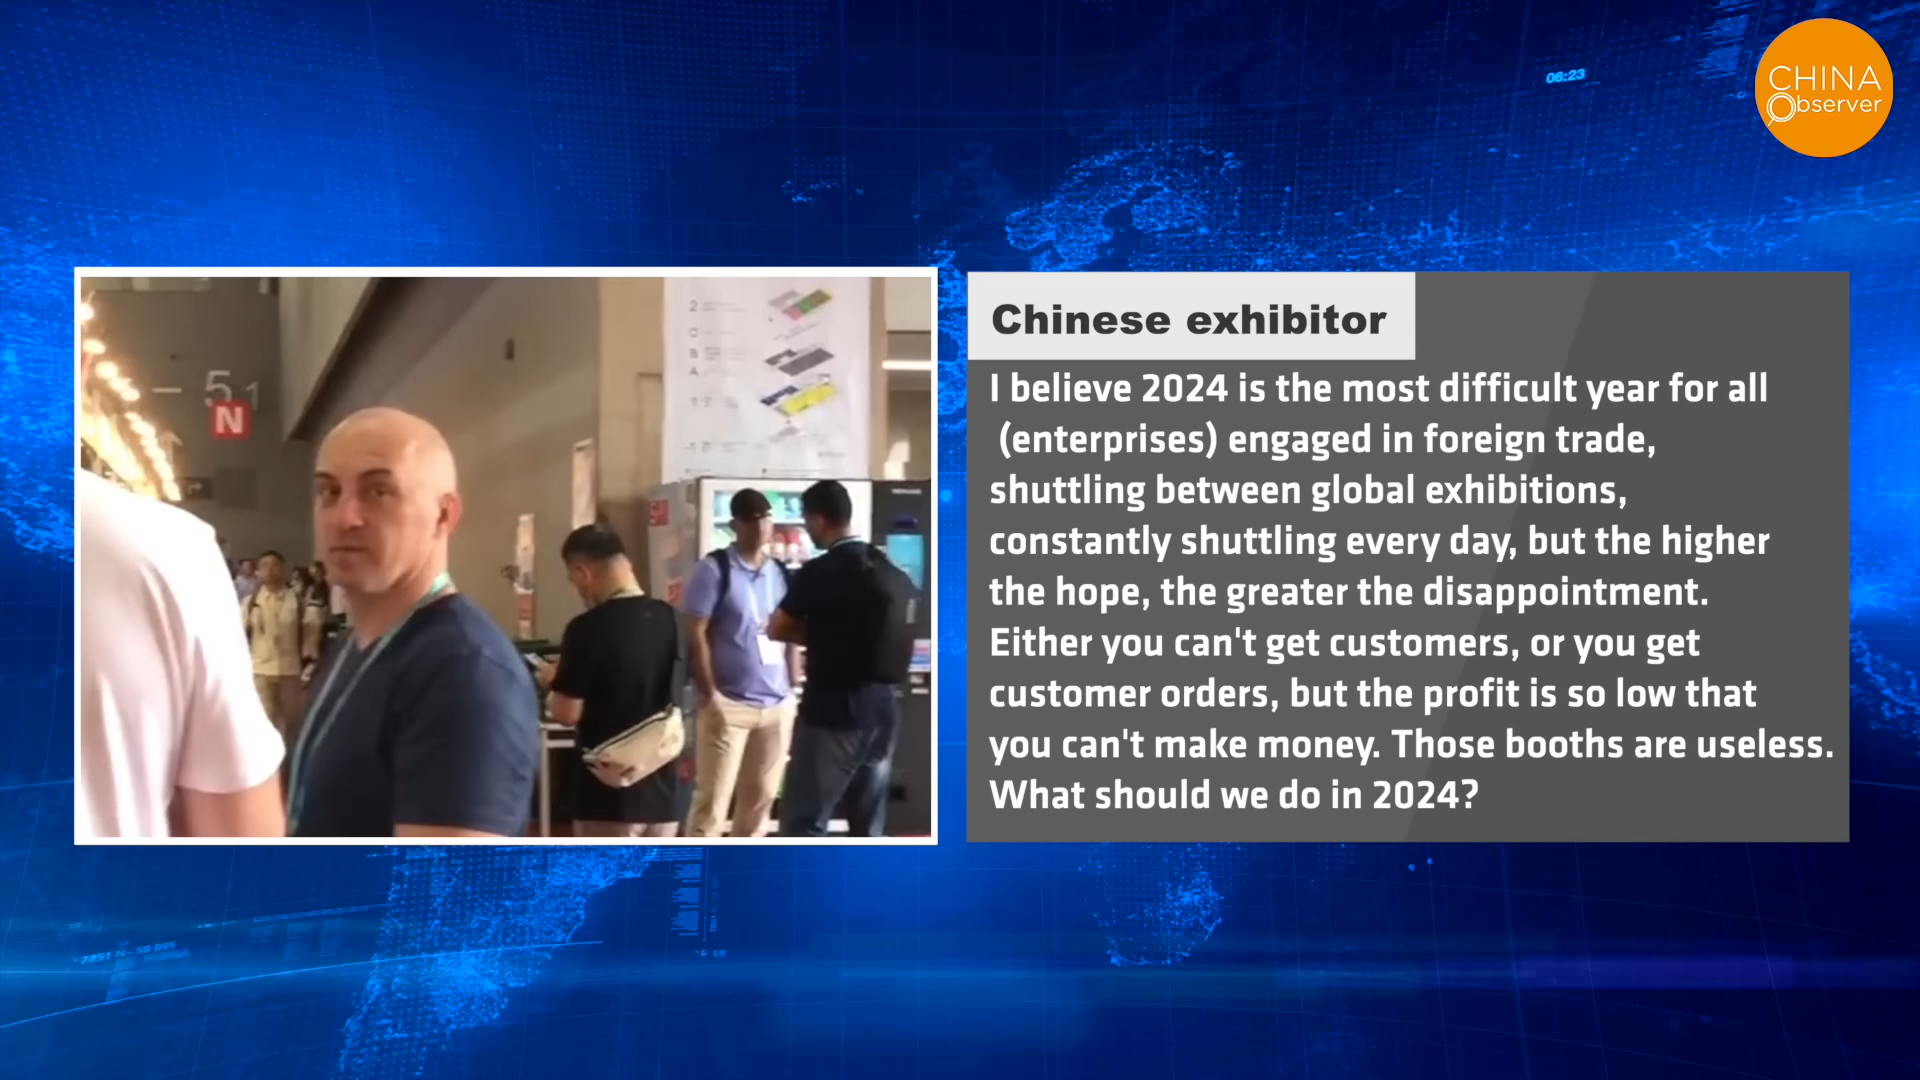 CHINA
Observer
06:23
Chinese exhibitor
I believe 2024 is the most difficult year for all
(enterprises) engaged in foreign trade,
shuttling between global exhibitions,
constantly shuttling every day, but the higher
the hope, the greater the disappointment.
Either you can't get customers, or you get
customer orders, but the profit is so low that
you can't make money. Those booths are useless.
What should we do in 2024?
5.1
N
2
C
B
A